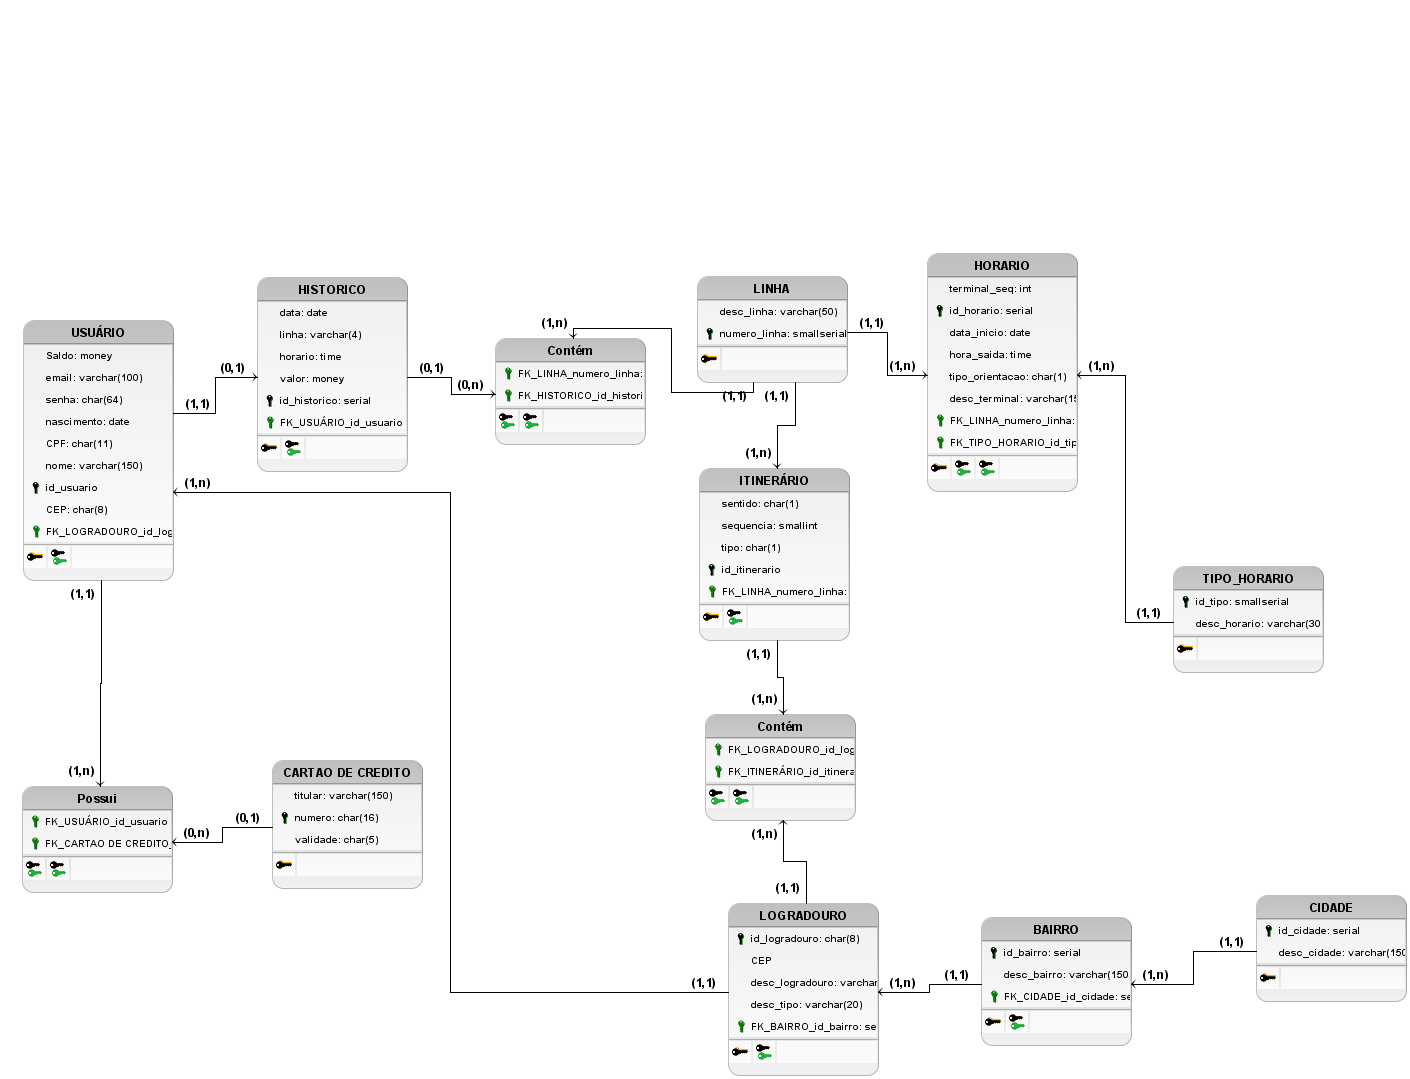 USUÁRIO
Saldo: money
email: varchar(100)
senha: char(64)
nascimento: date
CPF: char(11)
nome: varchar(150)
id_usuario
CEP: char(8)
FK_LOGRADOURO_id_log
(1,1)
(0,1)
HISTORICO
data: date
linha: varchar(4)
horario: time
valor: money
id_historico: serial
FK_USUÁRIO_id_usuario
(0,1)
(0,n)
(1,n)
Contém
FK_LINHA_numero_linha:
FK_HISTORICO_id_histori
LINHA
desc_linha: varchar(50)
numero_linha: smallserial
(1,1)
(1,1)
(1,1)
(1,n)
HORARIO
terminal_seq: int
id_horario: serial
data_inicio: date
hora_saida: time
tipo_orientacao: char(1)
desc_terminal: varchar(15
FK_LINHA_numero_linha:
FK_TIPO_HORARIO_id_tip
(1,n)
(1,1)
TIPO_HORARIO
id_tipo: smallserial
desc_horario: varchar(30
(1,n)
ITINERÁRIO
sentido: char(1)
sequencia: smallint
tipo: char(1)
id_itinerario
FK_LINHA_numero_linha:
(1,1)
(1,n)
Contém
FK_LOGRADOURO_id_log
FK_ITINERÁRIO_id_itinera
(1,n)
(1,1)
(1,n)
(1,1)
(1,n)
Possui
FK_USUÁRIO_id_usuario
FK_CARTAO DE CREDITO_
(0,n)
(0,1)
CARTAO DE CREDITO
titular: varchar(150)
numero: char(16)
validade: char(5)
(1,1)
LOGRADOURO
id_logradouro: char(8)
CEP
desc_logradouro: varchar
desc_tipo: varchar(20)
FK_BAIRRO_id_bairro: se
(1,n)
(1,1)
BAIRRO
id_bairro: serial
desc_bairro: varchar(150
FK_CIDADE_id_cidade: se
(1,n)
(1,1)
CIDADE
id_cidade: serial
desc_cidade: varchar(150